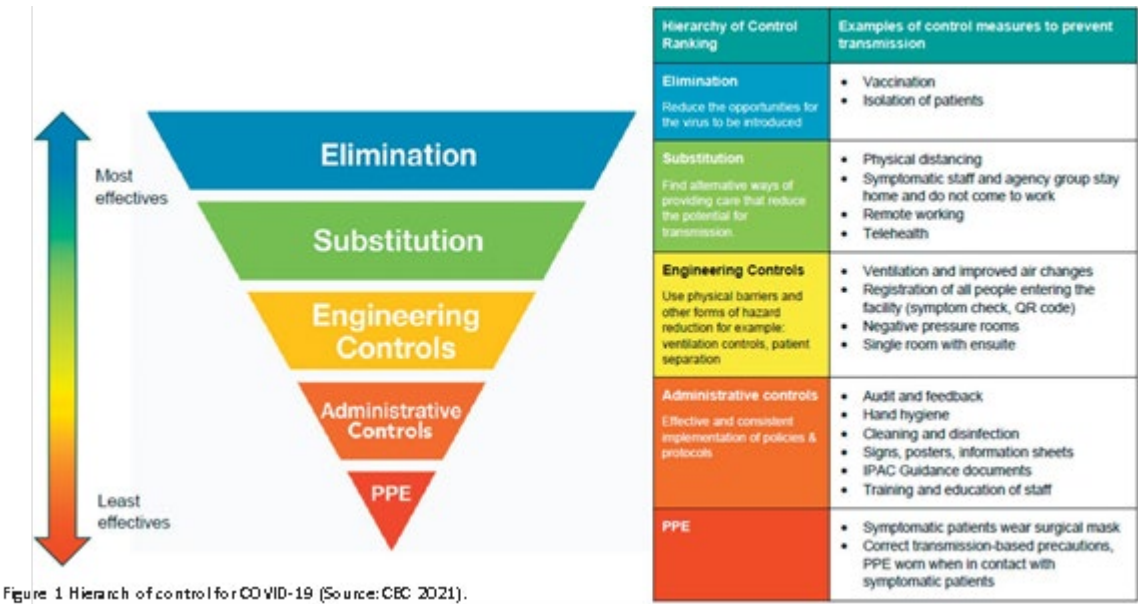 Most
effectives
Least
effectives
Elimination
Substitution
Engineering
Controls
Administrative
Controls
PPE
Hierarchy of Control
Ranking
Examples of control measures to prevent
transmission
Elimination
Reduce the opportunities for
the virus to be introduced
• Vaccination
• Isolation of patients
Substitution
Find alternative ways of
providing care that reduce
the potential for
transmission.
• Physical distancing
• Symptomatic staff and agency group stay
home and do not come to work
• Remote working
• Telehealth
Engineering Controls
Use physical barriers and
other forms of hazard
reduction for example:
ventilation controls, patient
separation
• Ventilation and improved air changes
• Registration of all people entering the
facility (symptom check, QR code)
• Negative pressure rooms
• Single room with ensuite
Administrative controls
Effective and consistent
implementation of policies &
protocols
• Audit and feedback
• Hand hygiene
• Cleaning and disinfection
• Signs, posters, information sheets
• IPAC Guidance documents
• Training and education of staff
PPE
• Symptomatic patients wear surgical mask
• Correct transmission-based precautions,
PPE worn when in contact with
symptomatic patients
Figure 1 Hierarch of control for COVID-19 (Source: CEC 2021).